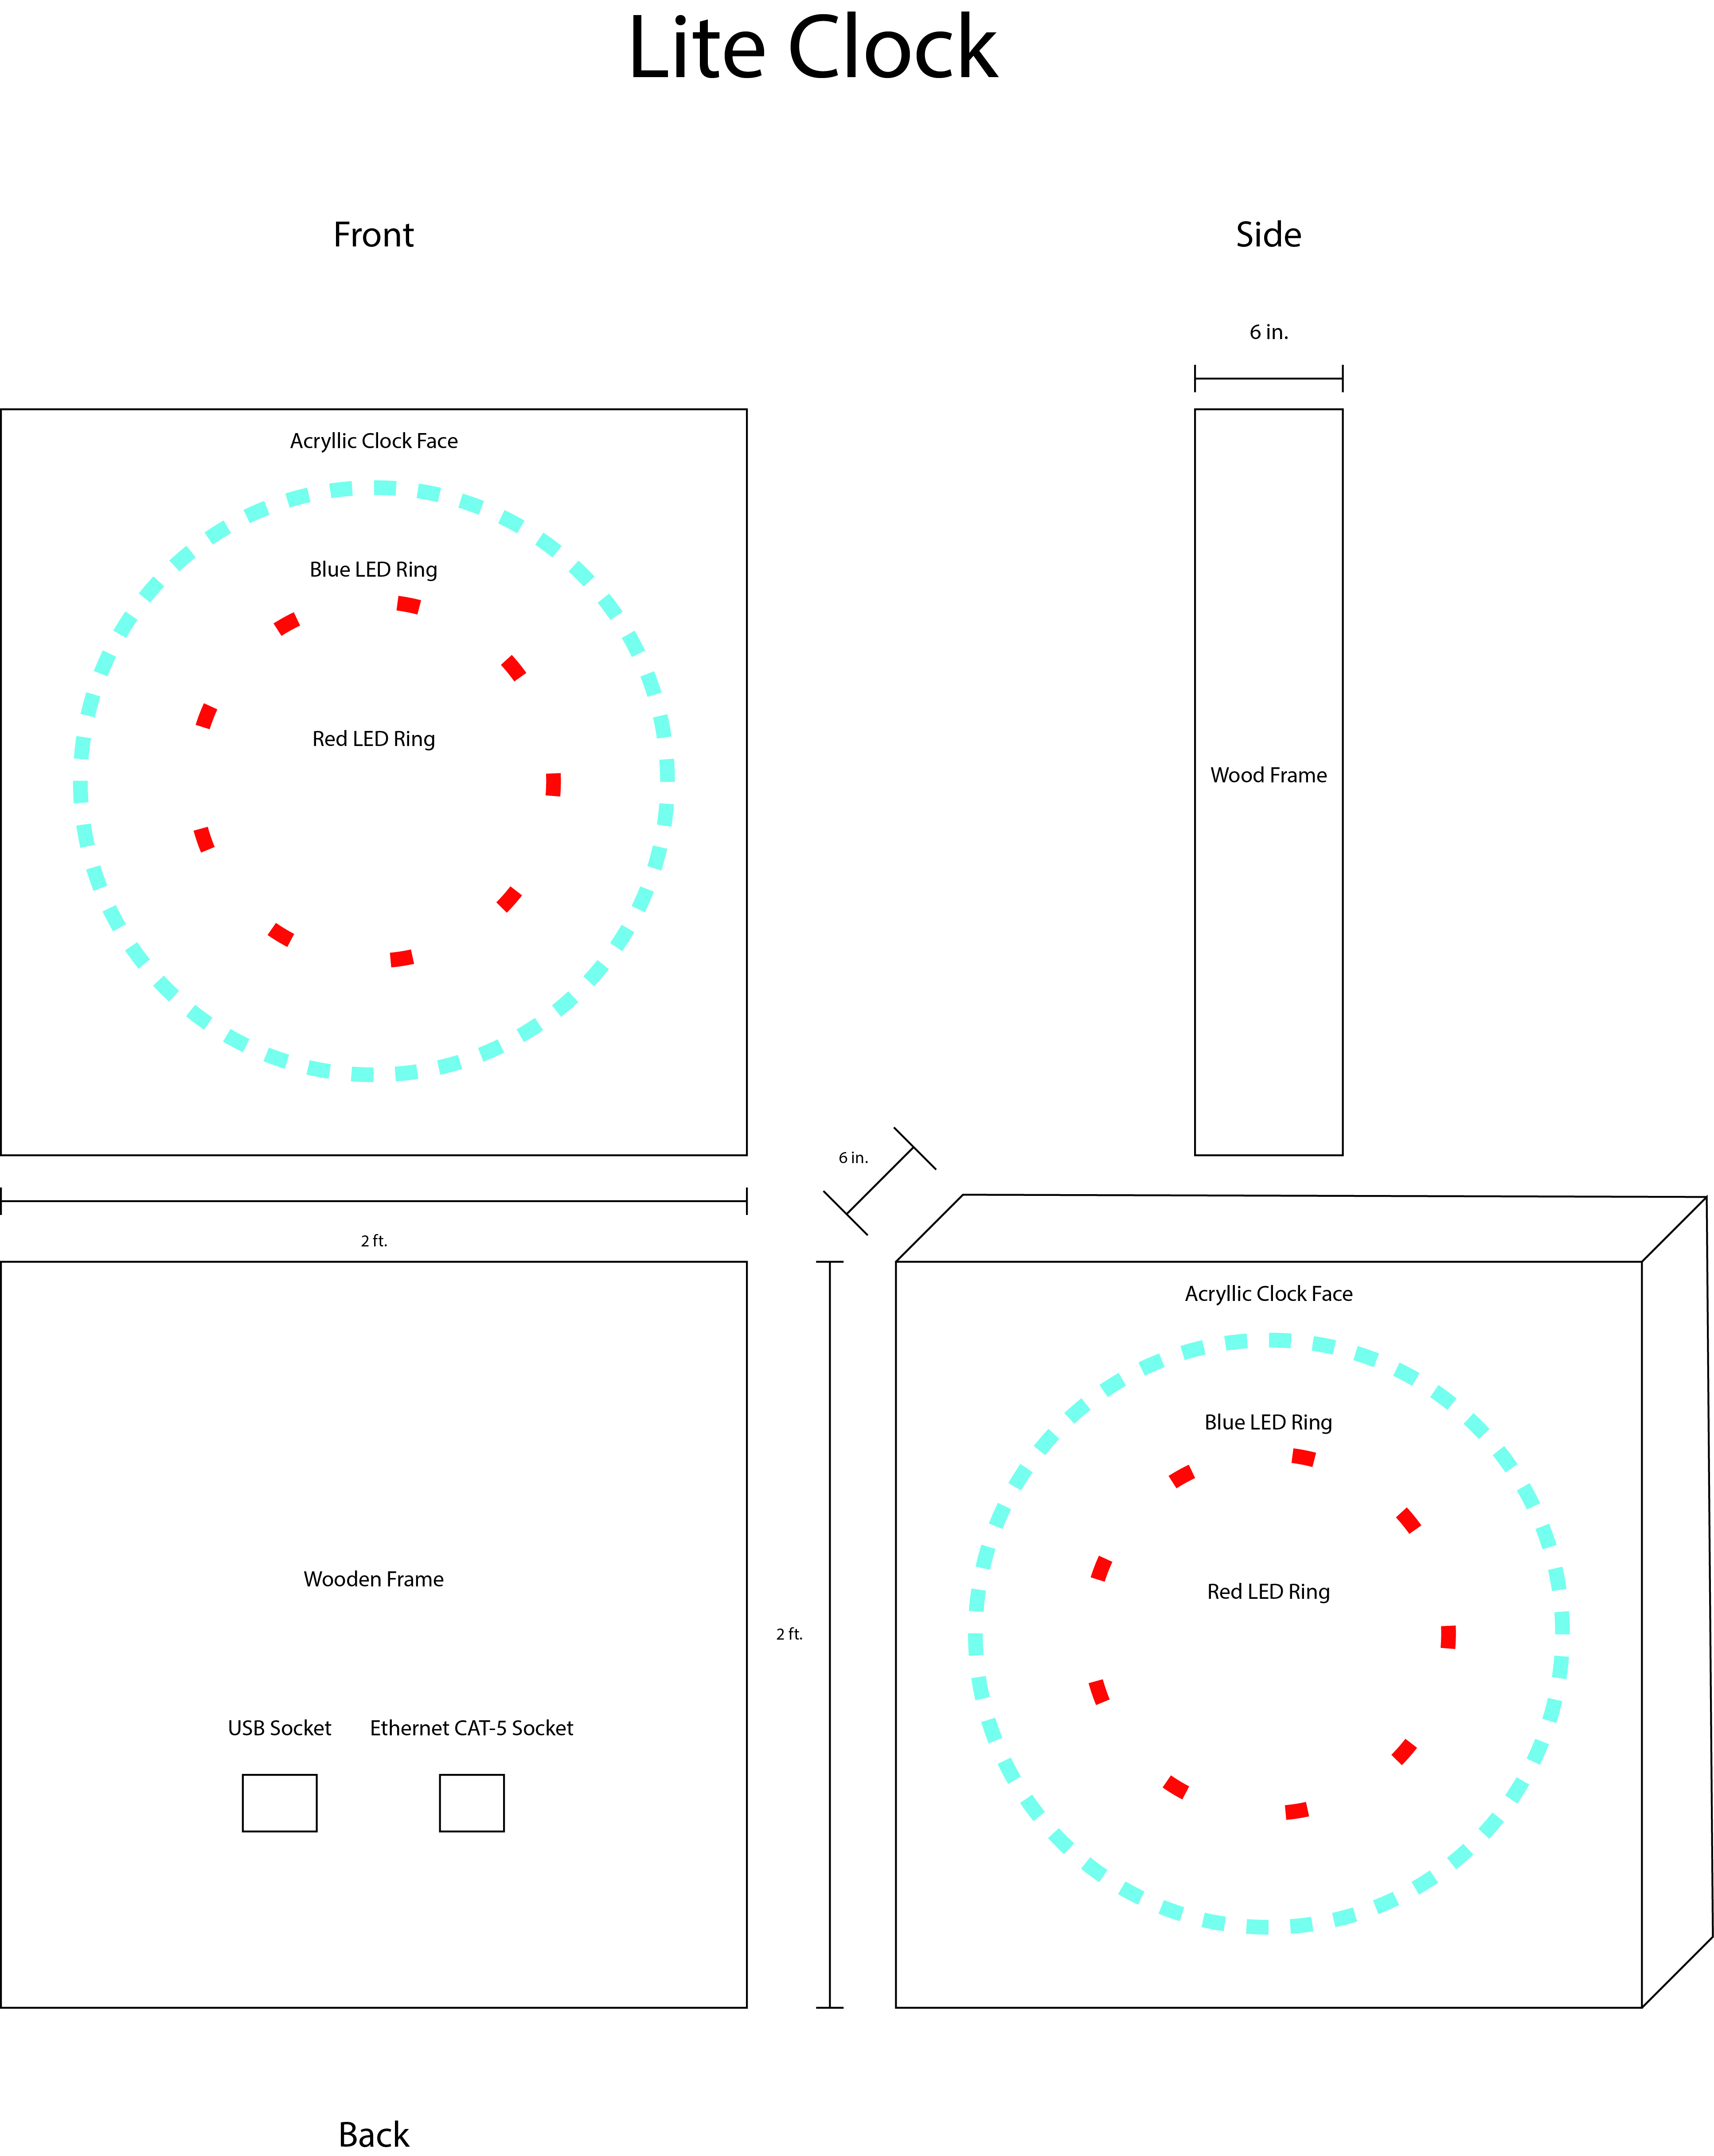 Lite Clock
Front
Side
6 in.
Acryllic Clock Face
Blue LED Ring
Red LED Ring
Wood Frame
6 in.
2 ft.
Acryllic Clock Face
Blue LED Ring
Wooden Frame
Red LED Ring
2 ft.
USB Socket
Ethernet CAT-5 Socket
Back